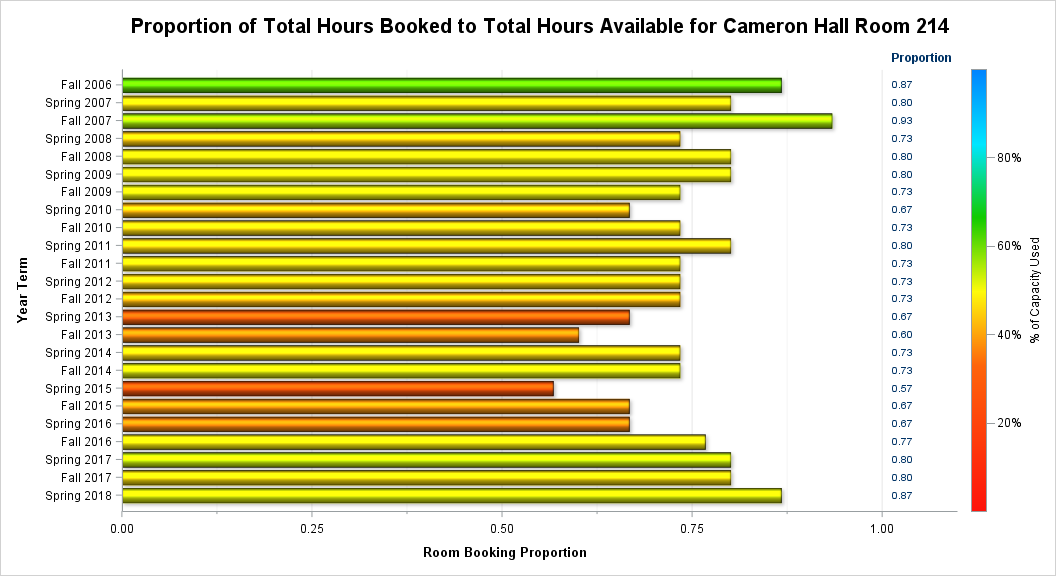 Proportion of Total Hours Booked to Total Hours Available for Cameron Hall Room 214
Proportion
Fall 2006 0.87
Spring 2007 0.80
Fall 2007 0.93
Spring 2008 0.73
Fall 2008 0.80
Spring 2009 0.80
Fall 2009 0.73
Spring 2010 0.67
Fall 2010 0.73
Spring 2011 0.80
Fall 2011 0.73
Spring 2012 0.73
Fall 2012 0.73
Spring 2013 0.67
Fall 2013 0.60
Spring 2014 0.73
Fall 2014 0.73
Spring 2015 0.57
Fall 2015 0.67
Spring 2016 0.67
Fall 2016 0.77
Spring 2017 0.80
Fall 2017 0.80
Spring 2018 0.87
Year Term
80%
60%
40%
20%
% of Capacity Used
0.00 0.25 0.50 0.75 1.00
Room Booking Proportion